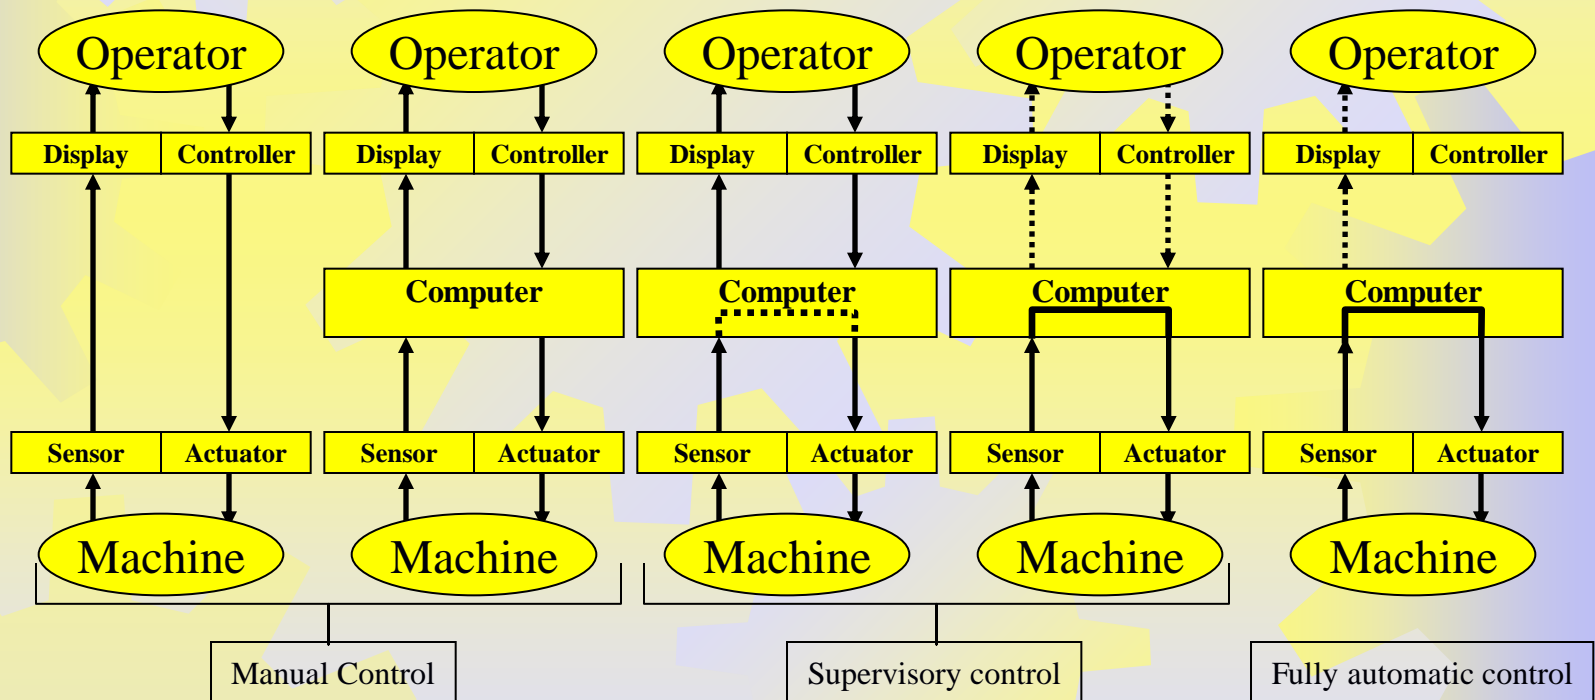 Operator Operator Operator Operator Operator
Display Controller Display Controller Display Controller Display Controller Display Controller
Computer Computer Computer Computer
Sensor Actuator Sensor Actuator Sensor Actuator Sensor Actuator Sensor Actuator
Machine Machine Machine Machine Machine
Manual Control Supervisory control Fully automatic control